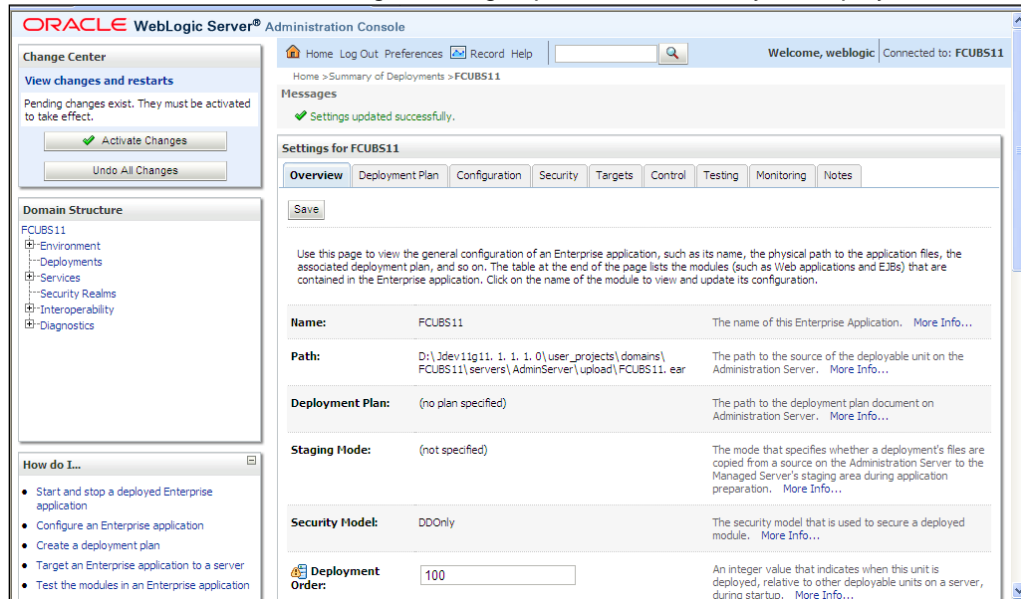 ORACLE WebLogic Server® Administration Console
Change Center
View changes and restarts
Pending changes exist. They must be activated
to take effect.
Activate Changes
Undo All Changes
Domain Structure
FCUBS11
Environment
Deployments
Services
Security Realms
Interoperability
Diagnostics
How do I...
Start and stop a deployed Enterprise
application
Configure an Enterprise application
Create a deployment plan
Target an Enterprise application to a server
Test the modules in an Enterprise application
Home Log Out Preferences Record Help
Welcome, weblogic Connected to: FCUBS11
Home >Summary of Deployments >FCUBS11
Messages
Settings updated successfully.
Settings for FCUBS11
Overview Deployment Plan Configuration Security Targets Control Testing Monitoring Notes
Save
Use this page to view the general configuration of an Enterprise application, such as its name, the physical path to the application files, the
associated deployment plan, and so on. The table at the end of the page lists the modules (such as Web applications and EJBs) that are
contained in the Enterprise application. Click on the name of the module to view and update its configuration.
Name: FCUBS11 The name of this Enterprise Application. More Info...
Path: D:\Jdev11g11. 1. 1. 1. 0\user_projects\domains\ The path to the source of the deployable unit on the
FCUBS11\servers\AdminServer\upload\FCUBS11. ear Administration Server. More Info...
Deployment Plan: (no plan specified) The path to the deployment plan document on
Administration Server. More Info...
Staging Mode: (not specified) The mode that specifies whether a deployment's files are
copied from a source on the Administration Server to the
Managed Server's staging area during application
preparation. More Info...
Security Model: DDOnly The security model that is used to secure a deployed
module. More Info...
Deployment Order: 100 An integer value that indicates when this unit is
deployed, relative to other deployable units on a server,
during startup. More Info...